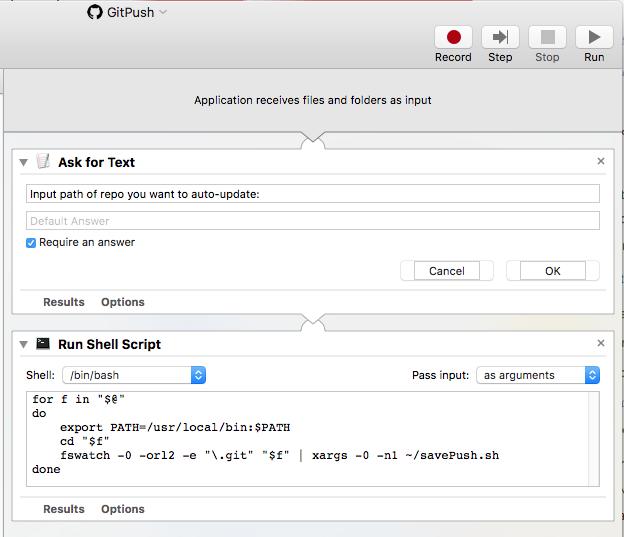 GitPush
Record Step Stop Run
Application receives files and folders as input
Ask for Text
Input path of repo you want to auto-update:
Default Answer
Require an answer
Cancel OK
Results Options
Run Shell Script
Shell: /bin/bash Pass input: as arguments
for f in "$@"
do
export PATH=/usr/local/bin:$PATH
cd "$f"
fswatch -0 -orl2 -e "\.git" "$f" | xargs -0 -n1 ~/savePush.sh
done
Results Options